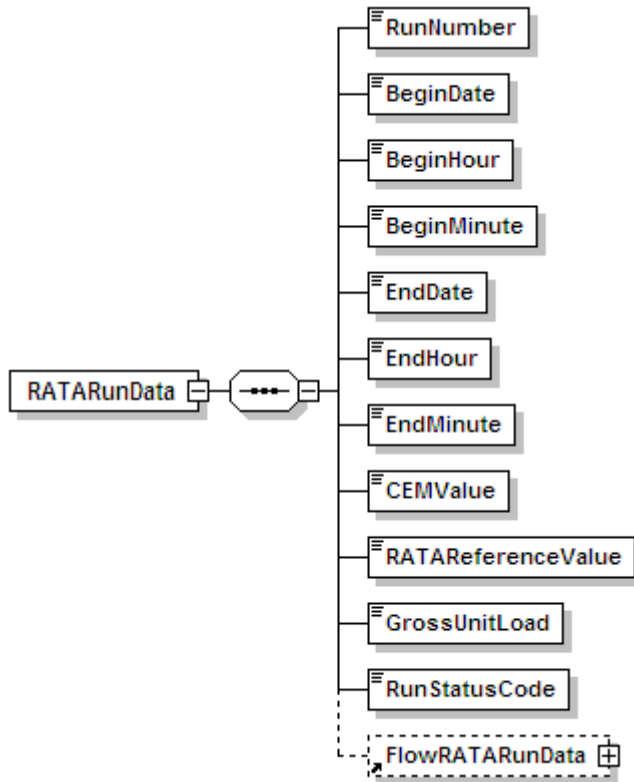 RunNumber
BeginDate
BeginHour
BeginMinute
EndDate
EndHour
RATARunData
EndMinute
CEMValue
RATAReferenceValue
GrossUnitLoad
RunStatusCode
FlowRATARunData